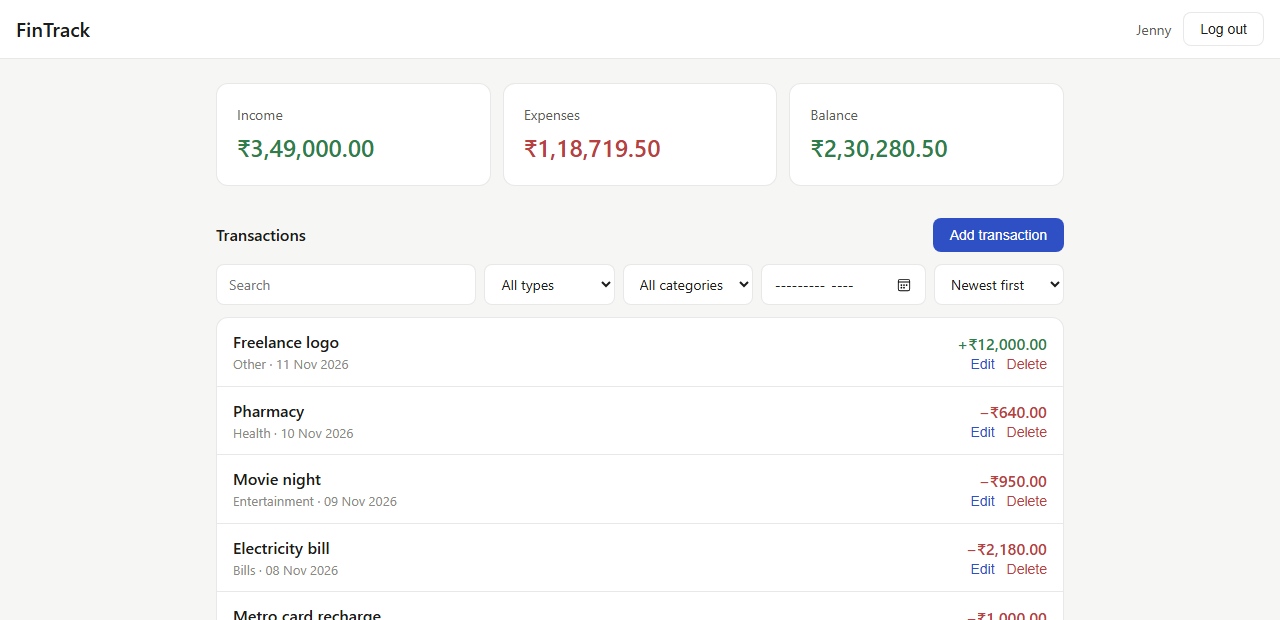 FinTrack
Jenny Log out
Income Expenses Balance
₹3,49,000.00 ₹1,18,719.50 ₹2,30,280.50
Transactions Add transaction
Search All types All categories --------- ---- Newest first
Freelance logo +₹12,000.00
Other · 11 Nov 2026 Edit Delete
Pharmacy −₹640.00
Health · 10 Nov 2026 Edit Delete
Movie night −₹950.00
Entertainment · 09 Nov 2026 Edit Delete
Electricity bill −₹2,180.00
Bills · 08 Nov 2026 Edit Delete
Metro card recharge −₹1,000.00